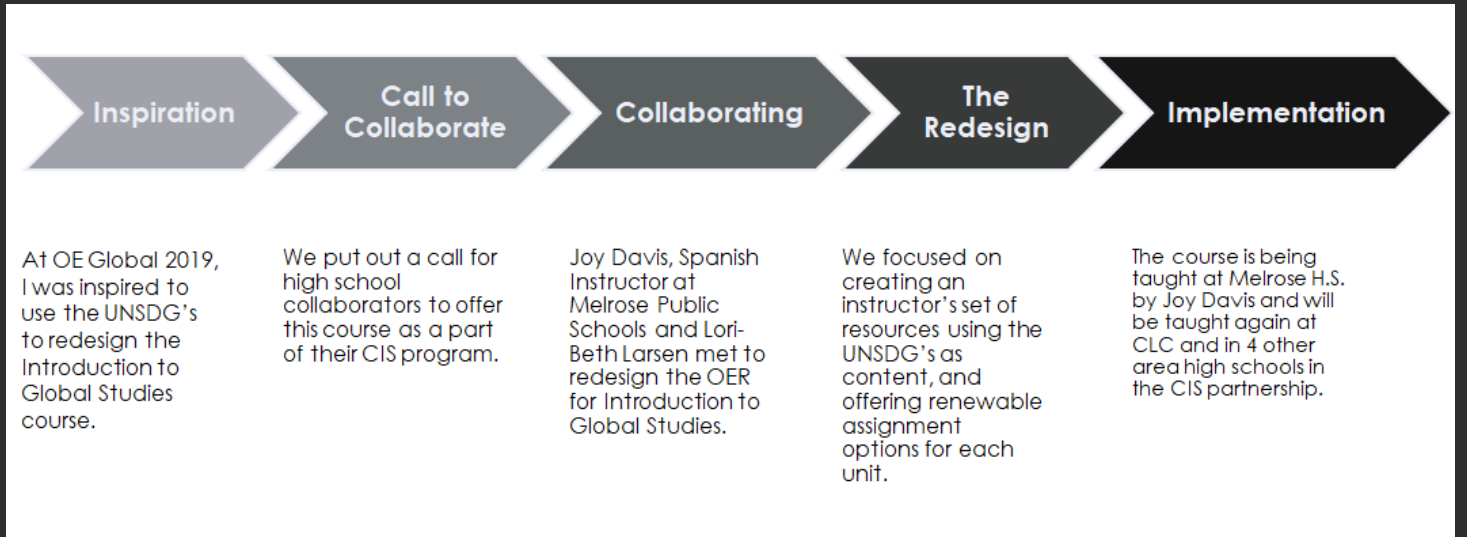 Inspiration
Call to
Collaborate
Collaborating
The
Redesign
Implementation
At OE Global 2019,
I was inspired to
use the UNSDG's
to redesign the
Introduction to
Global Studies
course.
We put out a call for
high school
collaborators to offer
this course as a part
of their CIS program.
Joy Davis, Spanish
Instructor at
Melrose Public
Schools and Lori-
Beth Larsen met to
redesign the OER
for Introduction to
Global Studies.
We focused on
creating an
instructor's set of
resources using the
UNSDG's as
content, and
offering renewable
assignment
options for each
unit.
The course is being
taught at Melrose H.S.
by Joy Davis and will
be taught again at
CLC and in 4 other
area high schools in
the CIS partnership.